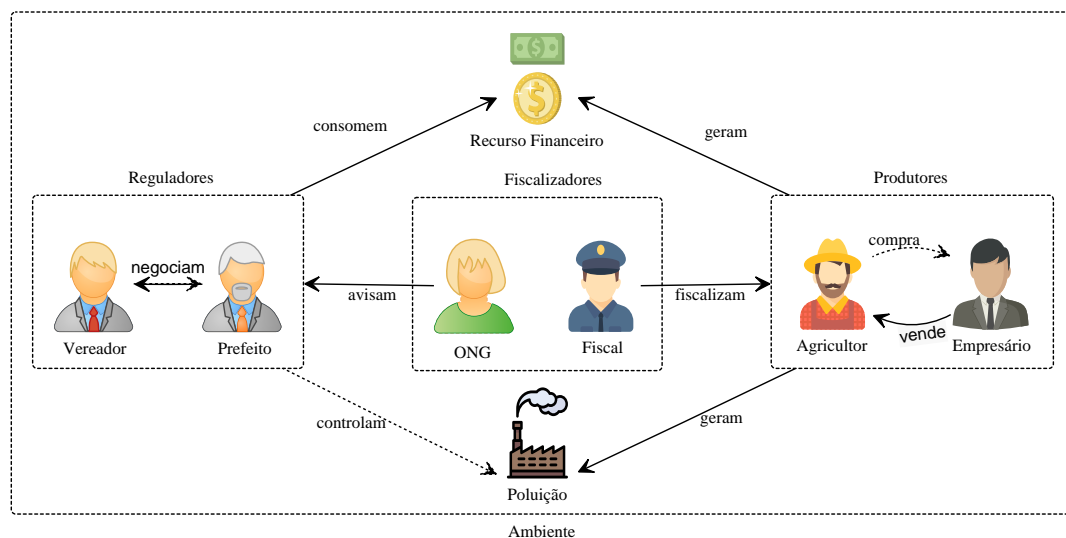 consomem
Recurso Financeiro
geram
Reguladores
Fiscalizadores
Produtores
negociam
Vereador
Prefeito
avisam
ONG
Fiscal
fiscalizam
compra
vende
Agricultor
Empresário
controlam
geram
Poluição
Ambiente